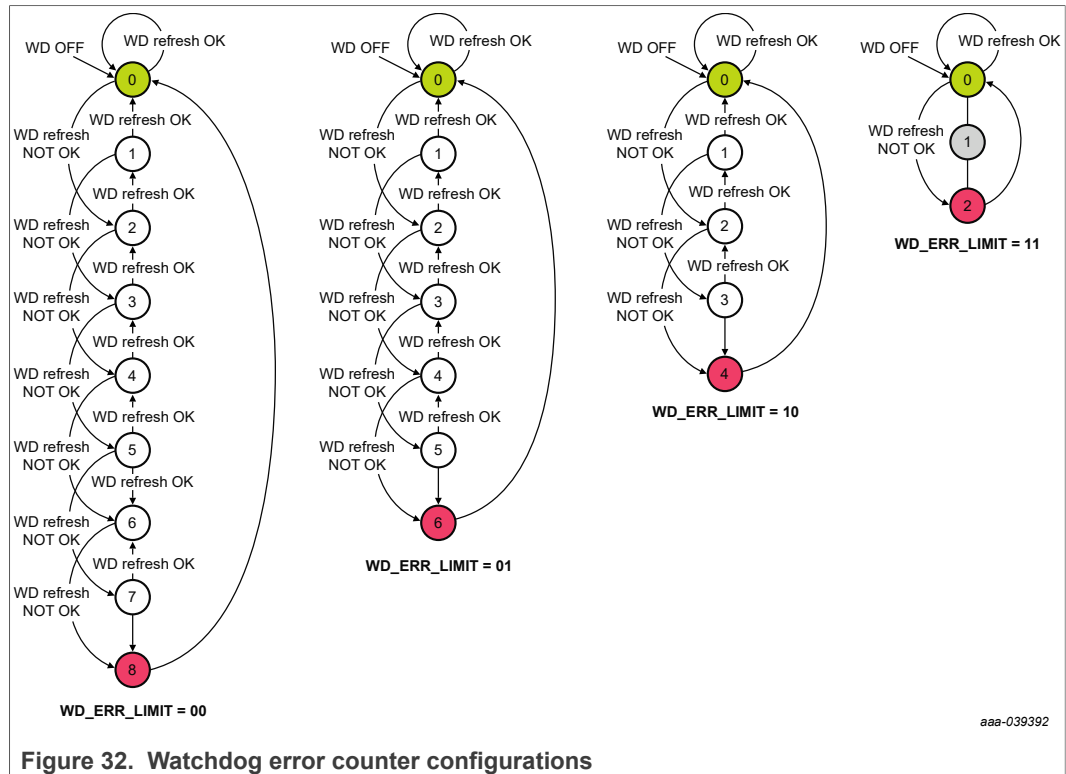 WD refresh OK
WD OFF
0
WD refresh OK
WD refresh
NOT OK
1
WD refresh OK
2
WD refresh
NOT OK
WD refresh OK
3
WD refresh
NOT OK
WD refresh OK
4
WD refresh
NOT OK
WD refresh OK
5
WD refresh
NOT OK
WD refresh OK
6
WD refresh
NOT OK
WD refresh OK
7
WD refresh
NOT OK
8
WD_ERR_LIMIT = 00
WD refresh OK
WD OFF
0
WD refresh OK
WD refresh
NOT OK
1
WD refresh OK
2
WD refresh
NOT OK
WD refresh OK
3
WD refresh
NOT OK
WD refresh OK
4
WD refresh
NOT OK
WD refresh OK
5
WD refresh
NOT OK
6
WD_ERR_LIMIT = 01
WD refresh OK
WD OFF
0
WD refresh OK
WD refresh
NOT OK
1
WD refresh OK
2
WD refresh
NOT OK
WD refresh OK
3
WD refresh
NOT OK
4
WD_ERR_LIMIT = 10
WD refresh OK
WD OFF
0
WD refresh
NOT OK
1
2
WD_ERR_LIMIT = 11
aaa-039392
Figure 32. Watchdog error counter configurations